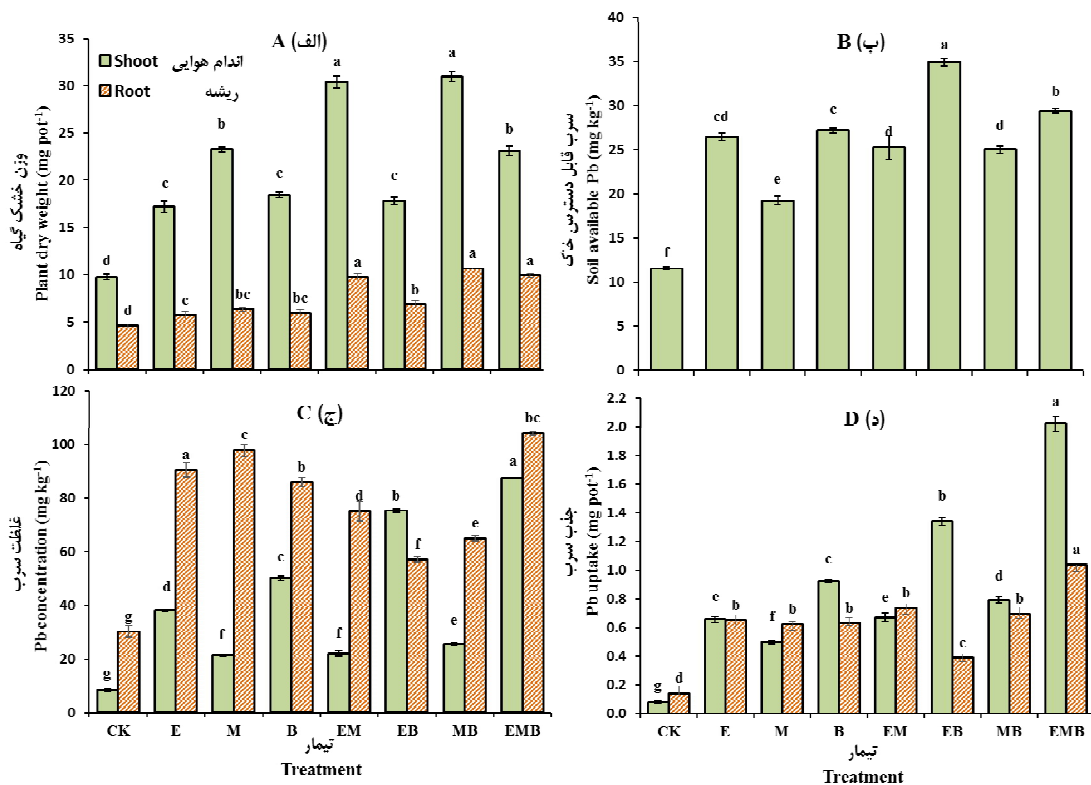 A (الف)
Shoot اندام هوایی
Root ریشه
وزن خشک گیاه
Plant dry weight (mg pot-1)
35
30
25
20
15
10
5
0
d c b c a c a b
d c bc bc a b a a
B (پ)
سرب قابل دسترس خاک
Soil available Pb (mg kg-1)
40
35
30
25
20
15
10
5
0
f cd e c d a d b
C (ج)
غلظت سرب
Pb concentration (mg kg-1)
120
100
80
60
40
20
0
g d f c f b e a
g a c b d f e bc
CK E M B EM EB MB EMB
تیمار
Treatment
D (د)
جذب سرب
Pb uptake (mg pot-1)
2.2
2.0
1.8
1.6
1.4
1.2
1.0
0.8
0.6
0.4
0.2
0.0
g e f c e b d a
d b b b b c b a
CK E M B EM EB MB EMB
تیمار
Treatment